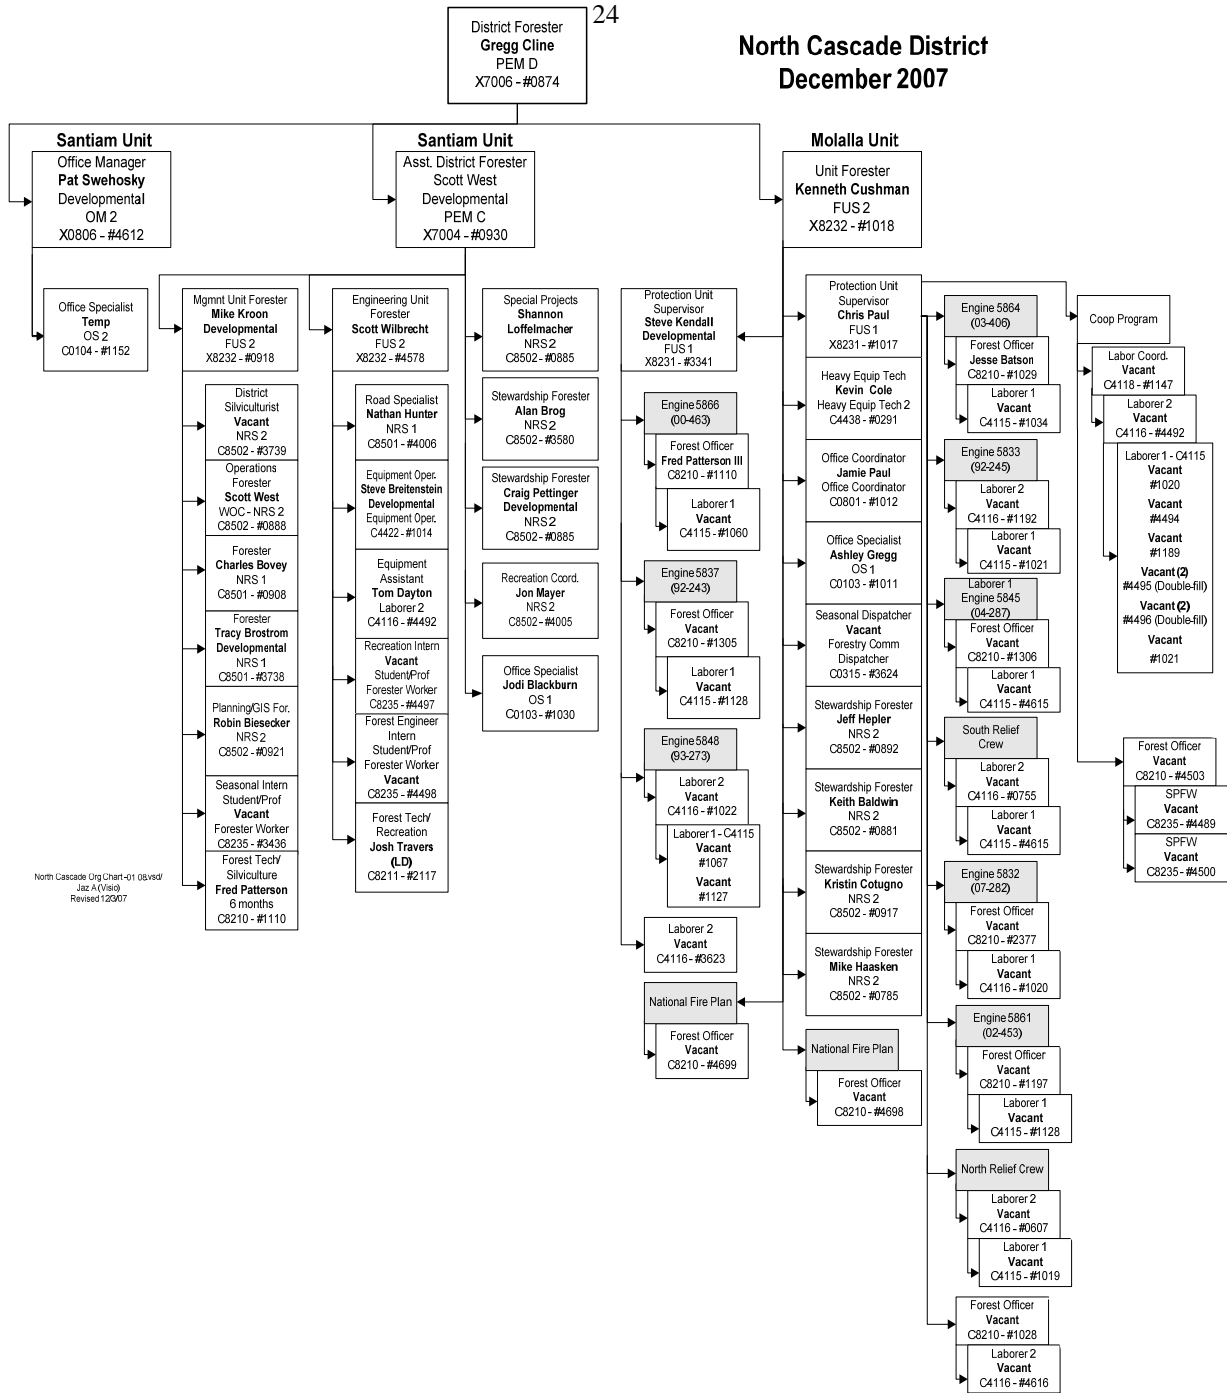 24
North Cascade District
December 2007
District Forester
Gregg Cline
PEM D
X7006 - #0874
Santiam Unit
Office Manager
Pat Swehosky
Developmental
OM 2
X0806 - #4612
Office Specialist
Temp
OS 2
C0104 - #1152
Santiam Unit
Asst. District Forester
Scott West
Developmental
PEM C
X7004 - #0930
Mgmnt Unit Forester
Mike Kroon
Developmental
FUS 2
X8232 - #0918
District
Silviculturist
Vacant
NRS 2
C8502 - #3739
Operations
Forester
Scott West
WOC - NRS 2
C8502 - #0888
Forester
Charles Bovey
NRS 1
C8501 - #0908
Forester
Tracy Brostrom
Developmental
NRS 1
C8501 - #3738
Planning/GIS For.
Robin Biesecker
NRS 2
C8502 - #0921
Seasonal Intern
Student/Prof
Vacant
Forester Worker
C8235 - #3436
Forest Tech/
Silviculture
Fred Patterson
6 months
C8210 - #1110
Engineering Unit
Forester
Scott Wilbrecht
FUS 2
X8232 - #4578
Road Specialist
Nathan Hunter
NRS 1
C8501 - #4006
Equipment Oper.
Steve Breitenstein
Developmental
Equipment Oper.
C4422 - #1014
Equipment
Assistant
Tom Dayton
Laborer 2
C4116 - #4492
Recreation Intern
Vacant
Student/Prof
Forester Worker
C8235 - #4497
Forest Engineer
Intern
Student/Prof
Forester Worker
Vacant
C8235 - #4498
Forest Tech/
Recreation
Josh Travers
(LD)
C8211 - #2117
Special Projects
Shannon
Loffelmacher
NRS 2
C8502 - #0885
Stewardship Forester
Alan Brog
NRS 2
C8502 - #3580
Stewardship Forester
Craig Pettinger
Developmental
NRS 2
C8502 - #0885
Recreation Coord.
Jon Mayer
NRS 2
C8502 - #4005
Office Specialist
Jodi Blackburn
OS 1
C0103 - #1030
Molalla Unit
Unit Forester
Kenneth Cushman
FUS 2
X8232 - #1018
Protection Unit
Supervisor
Steve Kendall
Developmental
FUS 1
X8231 - #3341
Engine 5866
(00-463)
Forest Officer
Fred Patterson III
C8210 - #1110
Laborer 1
Vacant
C4115 - #1060
Engine 5837
(92-243)
Forest Officer
Vacant
C8210 - #1305
Laborer 1
Vacant
C4115 - #1128
Engine 5848
(93-273)
Laborer 2
Vacant
C4116 - #1022
Laborer 1 - C4115
Vacant
#1067
Vacant
#1127
Laborer 2
Vacant
C4116 - #3623
National Fire Plan
Forest Officer
Vacant
C8210 - #4699
Protection Unit
Supervisor
Chris Paul
FUS 1
X8231 - #1017
Heavy Equip Tech
Kevin Cole
Heavy Equip Tech 2
C4438 - #0291
Office Coordinator
Jamie Paul
Office Coordinator
C0801 - #1012
Office Specialist
Ashley Gregg
OS 1
C0103 - #1011
Seasonal Dispatcher
Vacant
Forestry Comm
Dispatcher
C0315 - #3624
Stewardship Forester
Jeff Hepler
NRS 2
C8502 - #0892
Stewardship Forester
Keith Baldwin
NRS 2
C8502 - #0881
Stewardship Forester
Kristin Cotugno
NRS 2
C8502 - #0917
Stewardship Forester
Mike Haasken
NRS 2
C8502 - #0785
National Fire Plan
Forest Officer
Vacant
C8210 - #4698
Engine 5864
(03-406)
Forest Officer
Jesse Batson
C8210 - #1029
Laborer 1
Vacant
C4115 - #1034
Engine 5833
(92-245)
Laborer 2
Vacant
C4116 - #1192
Laborer 1
Vacant
C4115 - #1021
Laborer 1
Engine 5845
(04-287)
Forest Officer
Vacant
C8210 - #1306
Laborer 1
Vacant
C4115 - #4615
South Relief
Crew
Laborer 2
Vacant
C4116 - #0755
Laborer 1
Vacant
C4115 - #4615
Engine 5832
(07-282)
Forest Officer
Vacant
C8210 - #2377
Laborer 1
Vacant
C4116 - #1020
Engine 5861
(02-453)
Forest Officer
Vacant
C8210 - #1197
Laborer 1
Vacant
C4115 - #1128
North Relief Crew
Laborer 2
Vacant
C4116 - #0607
Laborer 1
Vacant
C4115 - #1019
Forest Officer
Vacant
C8210 - #1028
Laborer 2
Vacant
C4116 - #4616
Coop Program
Labor Coord.
Vacant
C4118 - #1147
Laborer 2
Vacant
C4116 - #4492
Laborer 1 - C4115
Vacant
#1020
Vacant
#4494
Vacant
#1189
Vacant (2)
#4495 (Double-fill)
Vacant (2)
#4496 (Double-fill)
Vacant
#1021
Forest Officer
Vacant
C8210 - #4503
SPFW
Vacant
C8235 - #4489
SPFW
Vacant
C8235 - #4500
North Cascade Org Chart -01 08.vsd/
Jaz A (Visio)
Revised 12/3/07